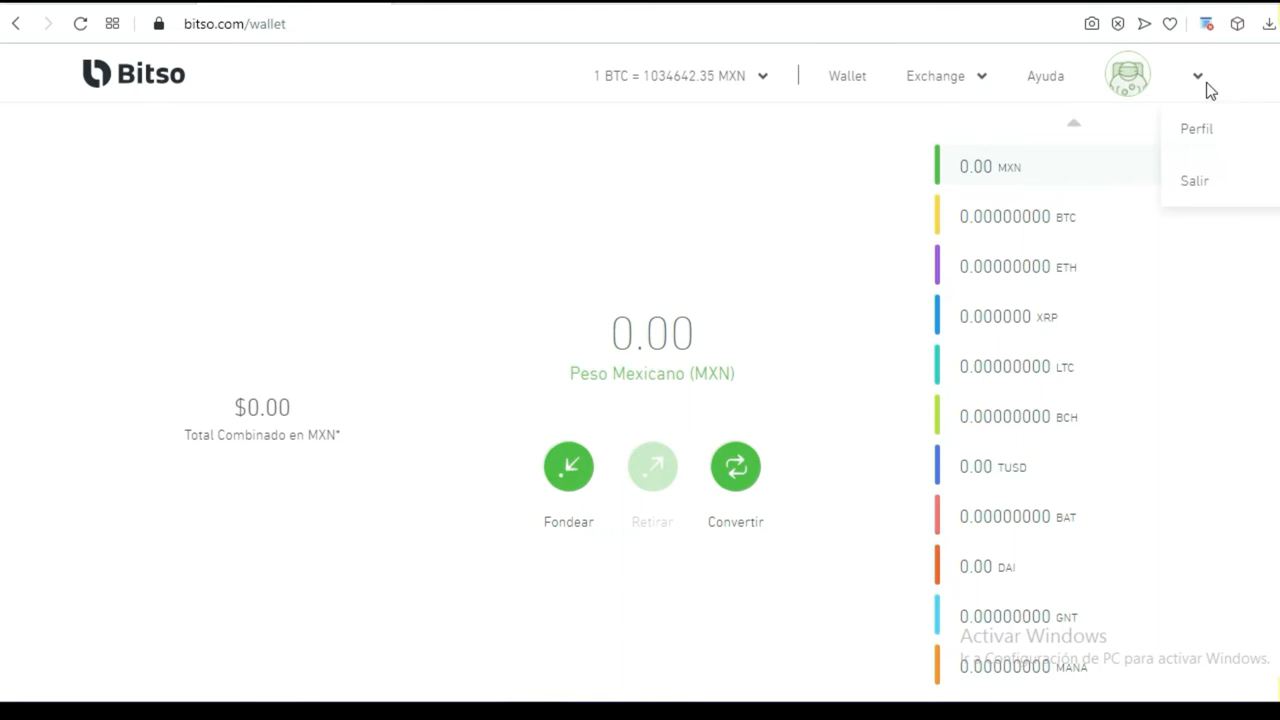 bitso.com/wallet
Bitso
1 BTC = 1034642.35 MXN
Wallet
Exchange
Ayuda
Perfil
Salir
0.00 MXN
0.00000000 BTC
0.00000000 ETH
0.000000 XRP
0.00000000 LTC
0.00000000 BCH
0.00 TUSD
0.00000000 BAT
0.00 DAI
0.00000000 GNT
0.00000000 MANA
0.00
Peso Mexicano (MXN)
$0.00
Total Combinado en MXN*
Fondear
Retirar
Convertir
Activar Windows
Ir a Configuración de PC para activar Windows.